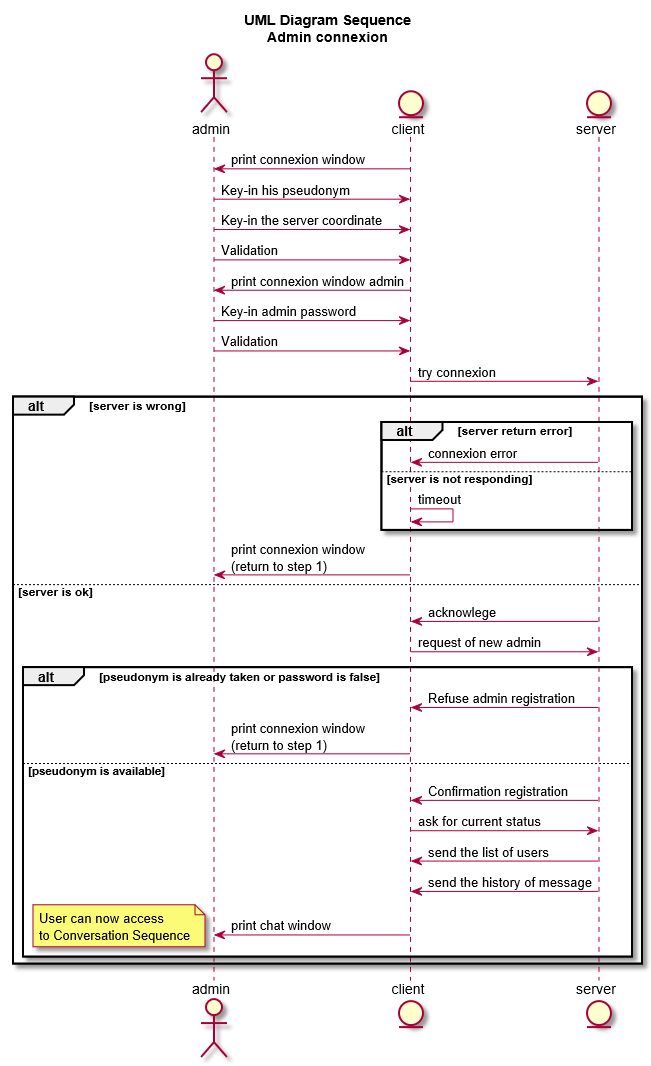 UML Diagram Sequence
Admin connexion
admin
client
server
print connexion window
Key-in his pseudonym
Key-in the server coordinate
Validation
print connexion window admin
Key-in admin password
Validation
try connexion
alt [server is wrong]
alt [server return error]
connexion error
[server is not responding]
timeout
print connexion window
(return to step 1)
[server is ok]
acknowlege
request of new admin
alt [pseudonym is already taken or password is false]
Refuse admin registration
print connexion window
(return to step 1)
[pseudonym is available]
Confirmation registration
ask for current status
send the list of users
send the history of message
User can now access
to Conversation Sequence
print chat window
admin
client
server